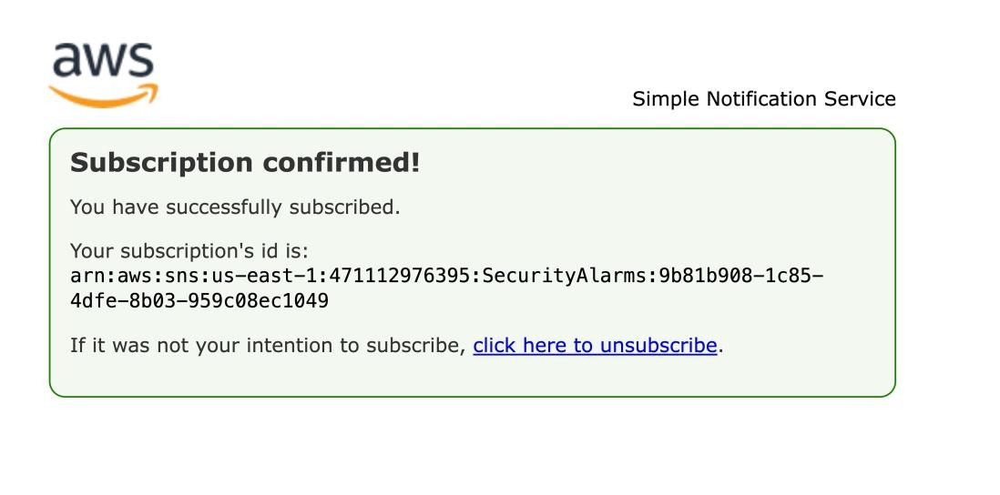 aws
Simple Notification Service
Subscription confirmed!
You have successfully subscribed.
Your subscription's id is:
arn:aws:sns:us-east-1:471112976395:SecurityAlarms:9b81b908-1c85-
4dfe-8b03-959c08ec1049
If it was not your intention to subscribe, click here to unsubscribe.